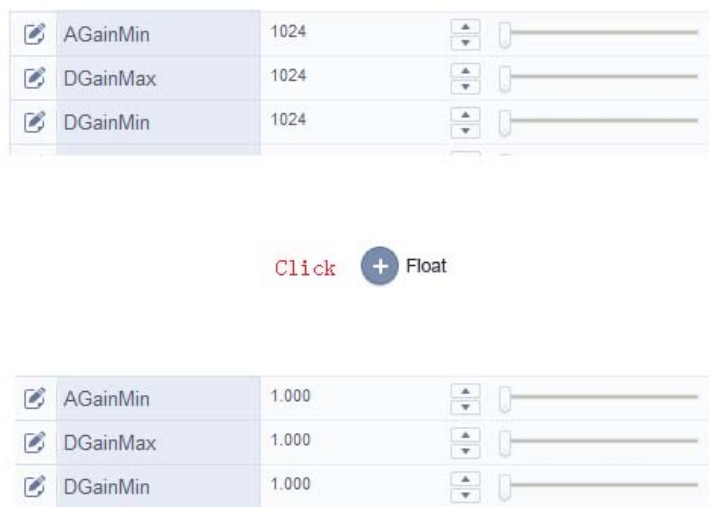 AGainMin 1024
DGainMax 1024
DGainMin 1024
Click + Float
AGainMin 1.000
DGainMax 1.000
DGainMin 1.000